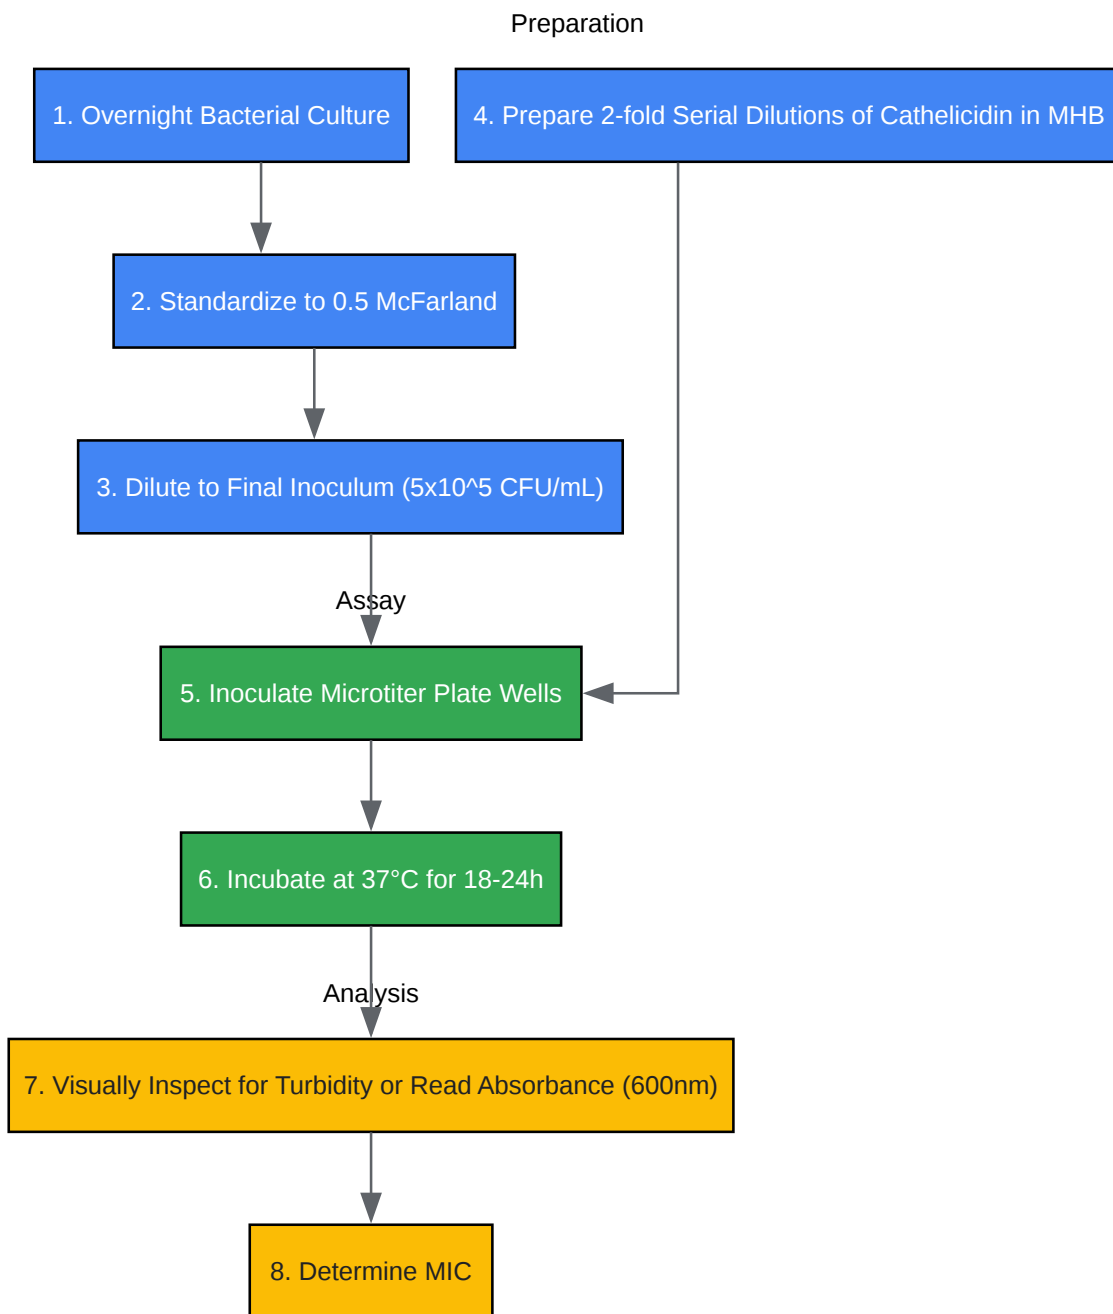 Preparation
1. Overnight Bacterial Culture
4. Prepare 2-fold Serial Dilutions of Cathelicidin in MHB
2. Standardize to 0.5 McFarland
3. Dilute to Final Inoculum (5x10^5 CFU/mL)
Assay
5. Inoculate Microtiter Plate Wells
6. Incubate at 37°C for 18-24h
Analysis
7. Visually Inspect for Turbidity or Read Absorbance (600nm)
8. Determine MIC